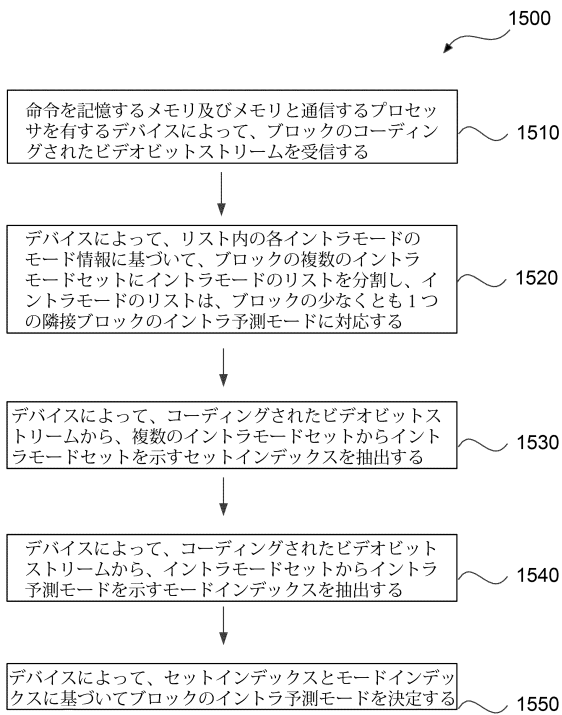 1500
命令を記憶するメモリ及びメモリと通信するプロセッ
サを有するデバイスによって、ブロックのコーディン
グされたビデオビットストリームを受信する
1510
デバイスによって、リスト内の各イントラモードの
モード情報に基づいて、ブロックの複数のイントラ
モードセットにイントラモードのリストを分割し、イ
ントラモードのリストは、ブロックの少なくとも1つ
の隣接ブロックのイントラ予測モードに対応する
1520
デバイスによって、コーディングされたビデオビットス
トリームから、複数のイントラモードセットからイント
ラモードセットを示すセットインデックスを抽出する
1530
デバイスによって、コーディングされたビデオビット
ストリームから、イントラモードセットからイントラ
予測モードを示すモードインデックスを抽出する
1540
デバイスによって、セットインデックスとモードインデッ
クスに基づいてブロックのイントラ予測モードを決定する
1550